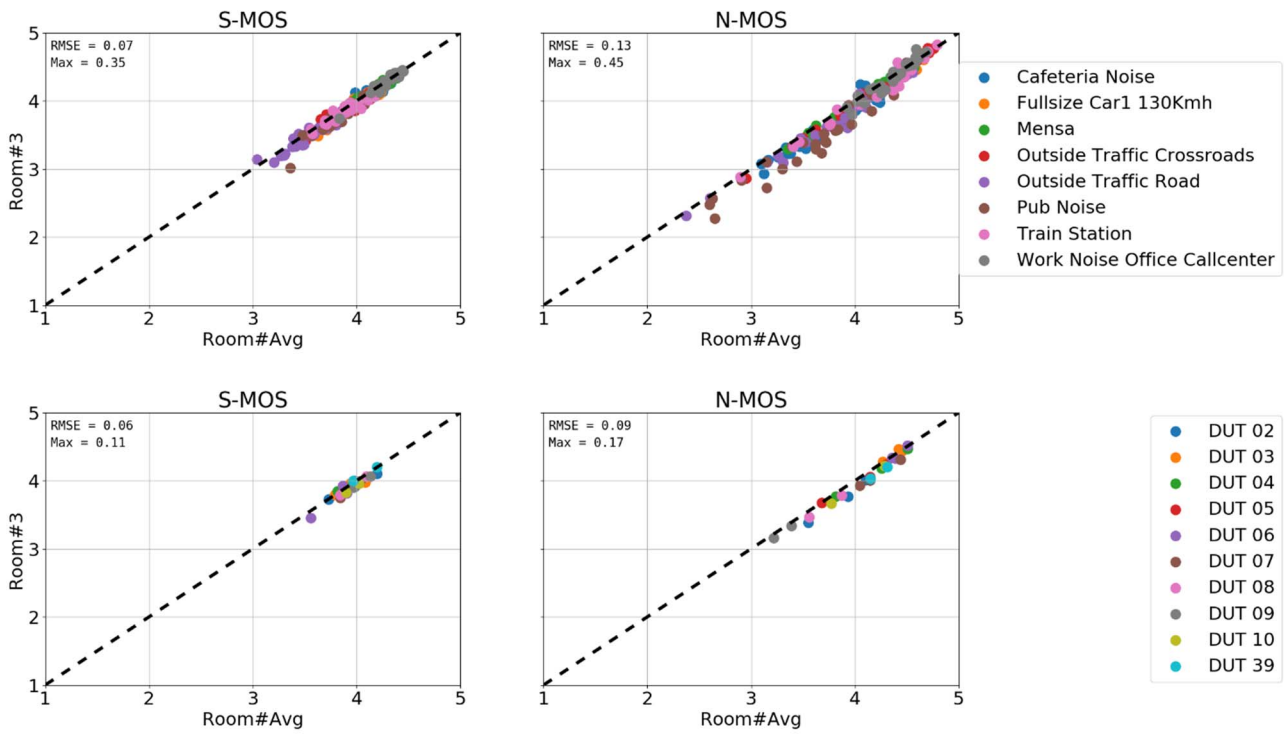 S-MOS
N-MOS
RMSE = 0.07
Max = 0.35
RMSE = 0.13
Max = 0.45
5
4
3
2
1
Room#3
1 2 3 4 5
1 2 3 4 5
Room#Avg
Room#Avg
Cafeteria Noise
Fullsize Car1 130Kmh
Mensa
Outside Traffic Crossroads
Outside Traffic Road
Pub Noise
Train Station
Work Noise Office Callcenter
S-MOS
N-MOS
RMSE = 0.06
Max = 0.11
RMSE = 0.09
Max = 0.17
5
4
3
2
1
Room#3
1 2 3 4 5
1 2 3 4 5
Room#Avg
Room#Avg
DUT 02
DUT 03
DUT 04
DUT 05
DUT 06
DUT 07
DUT 08
DUT 09
DUT 10
DUT 39